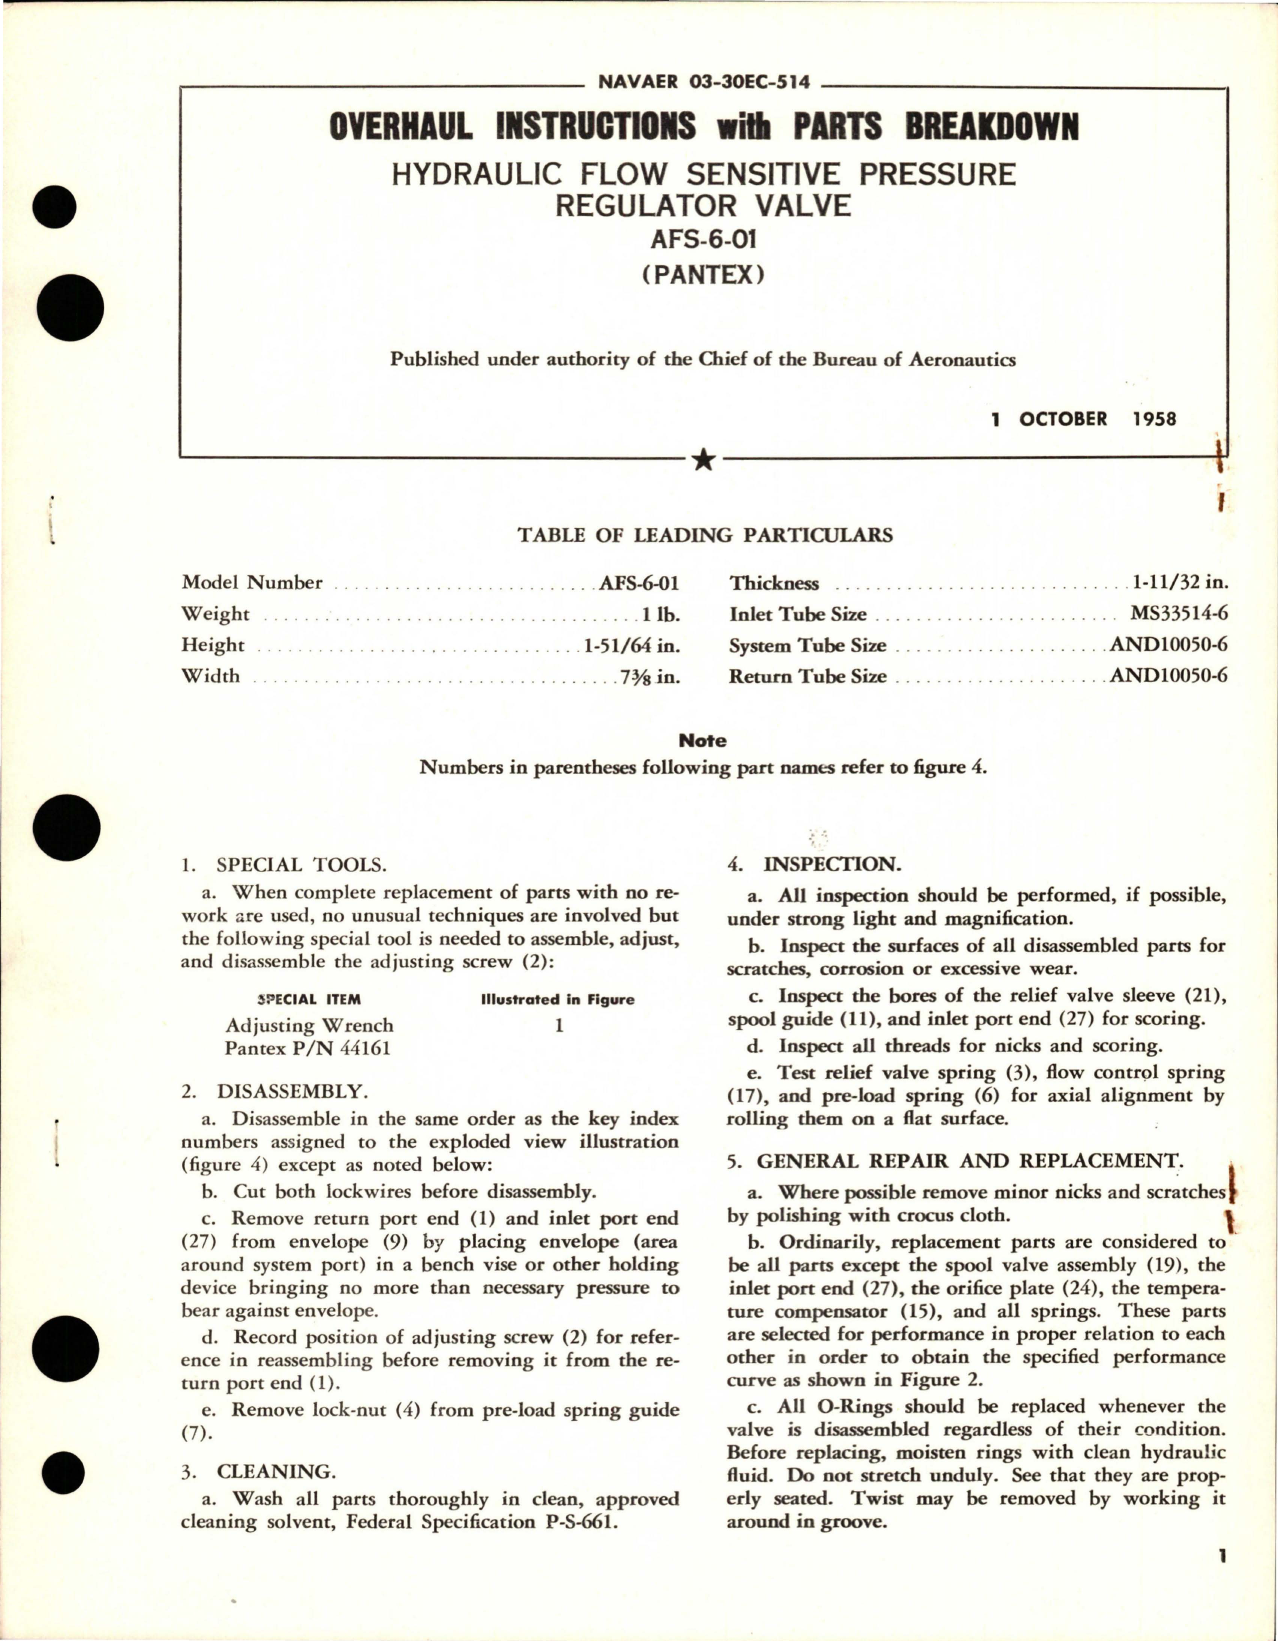 NAVAER 03-30EC-514
OVERHAUL INSTRUCTIONS with PARTS BREAKDOWN
HYDRAULIC FLOW SENSITIVE PRESSURE
REGULATOR VALVE
AFS-6-01
(PANTEX)
Published under authority of the Chief of the Bureau of Aeronautics
1 OCTOBER 1958
TABLE OF LEADING PARTICULARS
Model Number ........................... AFS-6-01
Weight ........................... 1 lb.
Height ........................... 1-51/64 in.
Width ........................... 7⅜ in.
Thickness ........................... 1-11/32 in.
Inlet Tube Size ........................... MS33514-6
System Tube Size ........................... AND10050-6
Return Tube Size ........................... AND10050-6
Note
Numbers in parentheses following part names refer to figure 4.
1. SPECIAL TOOLS.
a. When complete replacement of parts with no re-
work are used, no unusual techniques are involved but
the following special tool is needed to assemble, adjust,
and disassemble the adjusting screw (2):
SPECIAL ITEM Illustrated in Figure
Adjusting Wrench 1
Pantex P/N 44161
2. DISASSEMBLY.
a. Disassemble in the same order as the key index
numbers assigned to the exploded view illustration
(figure 4) except as noted below:
b. Cut both lockwires before disassembly.
c. Remove return port end (1) and inlet port end
(27) from envelope (9) by placing envelope (area
around system port) in a bench vise or other holding
device bringing no more than necessary pressure to
bear against envelope.
d. Record position of adjusting screw (2) for refer-
ence in reassembling before removing it from the re-
turn port end (1).
e. Remove lock-nut (4) from pre-load spring guide
(7).
3. CLEANING.
a. Wash all parts thoroughly in clean, approved
cleaning solvent, Federal Specification P-S-661.
4. INSPECTION.
a. All inspection should be performed, if possible,
under strong light and magnification.
b. Inspect the surfaces of all disassembled parts for
scratches, corrosion or excessive wear.
c. Inspect the bores of the relief valve sleeve (21),
spool guide (11), and inlet port end (27) for scoring.
d. Inspect all threads for nicks and scoring.
e. Test relief valve spring (3), flow control spring
(17), and pre-load spring (6) for axial alignment by
rolling them on a flat surface.
5. GENERAL REPAIR AND REPLACEMENT.
a. Where possible remove minor nicks and scratches
by polishing with crocus cloth.
b. Ordinarily, replacement parts are considered to
be all parts except the spool valve assembly (19), the
inlet port end (27), the orifice plate (24), the tempera-
ture compensator (15), and all springs. These parts
are selected for performance in proper relation to each
other in order to obtain the specified performance
curve as shown in Figure 2.
c. All O-Rings should be replaced whenever the
valve is disassembled regardless of their condition.
Before replacing, moisten rings with clean hydraulic
fluid. Do not stretch unduly. See that they are prop-
erly seated. Twist may be removed by working it
around in groove.
1